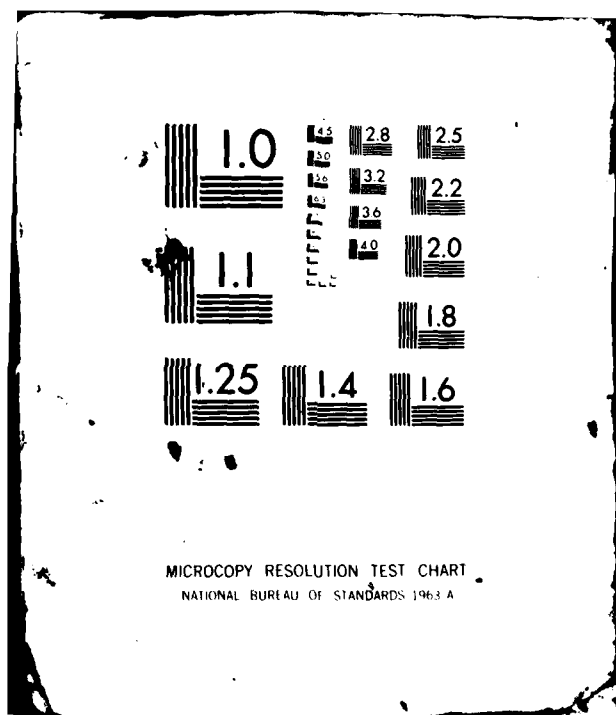 1.0
4.5 2.8 2.5
5.0
5.6 3.2 2.2
6.3
3.6
4.0 2.0
1.1
1.8
1.25 1.4 1.6
MICROCOPY RESOLUTION TEST CHART
NATIONAL BUREAU OF STANDARDS 1963 A